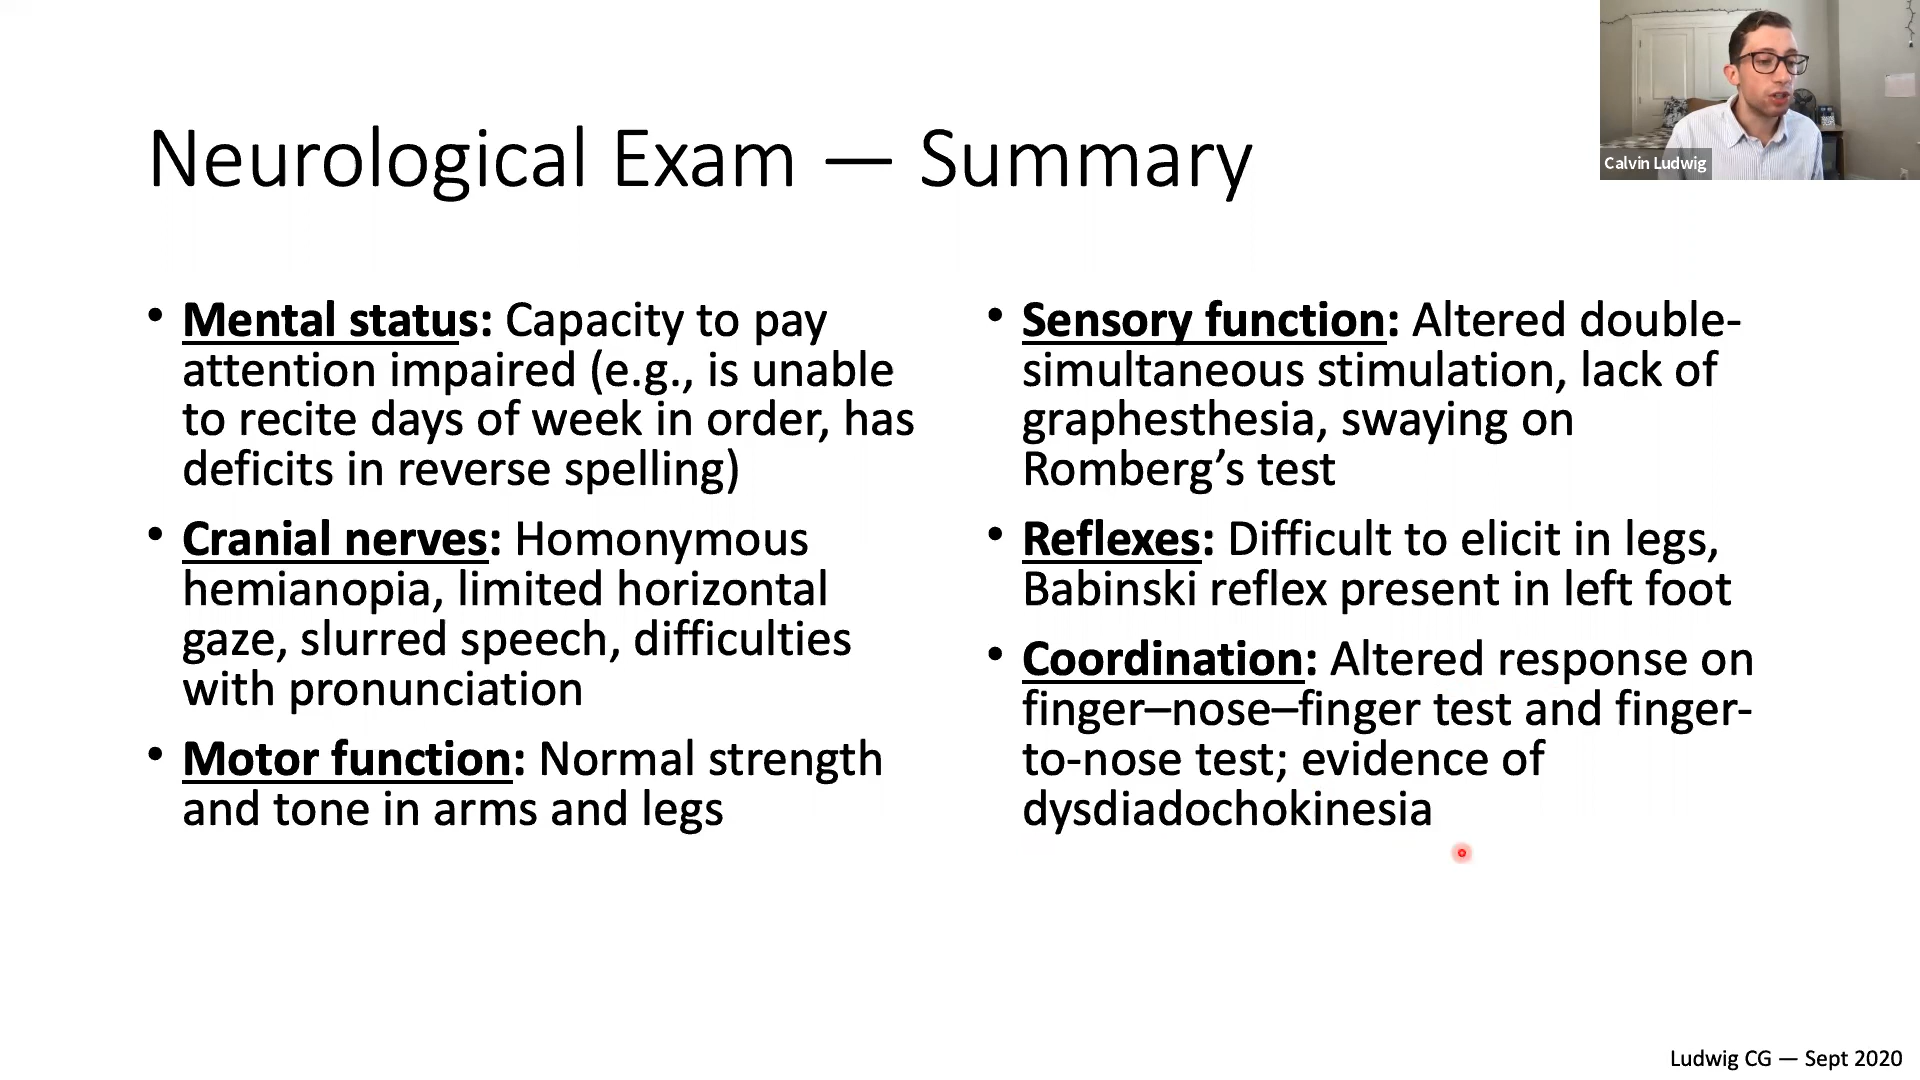 Neurological Exam — Summary
Calvin Ludwig
• Mental status: Capacity to pay
attention impaired (e.g., is unable
to recite days of week in order, has
deficits in reverse spelling)
• Cranial nerves: Homonymous
hemianopia, limited horizontal
gaze, slurred speech, difficulties
with pronunciation
• Motor function: Normal strength
and tone in arms and legs
• Sensory function: Altered double-
simultaneous stimulation, lack of
graphesthesia, swaying on
Romberg’s test
• Reflexes: Difficult to elicit in legs,
Babinski reflex present in left foot
• Coordination: Altered response on
finger–nose–finger test and finger-
to-nose test; evidence of
dysdiadochokinesia
Ludwig CG — Sept 2020